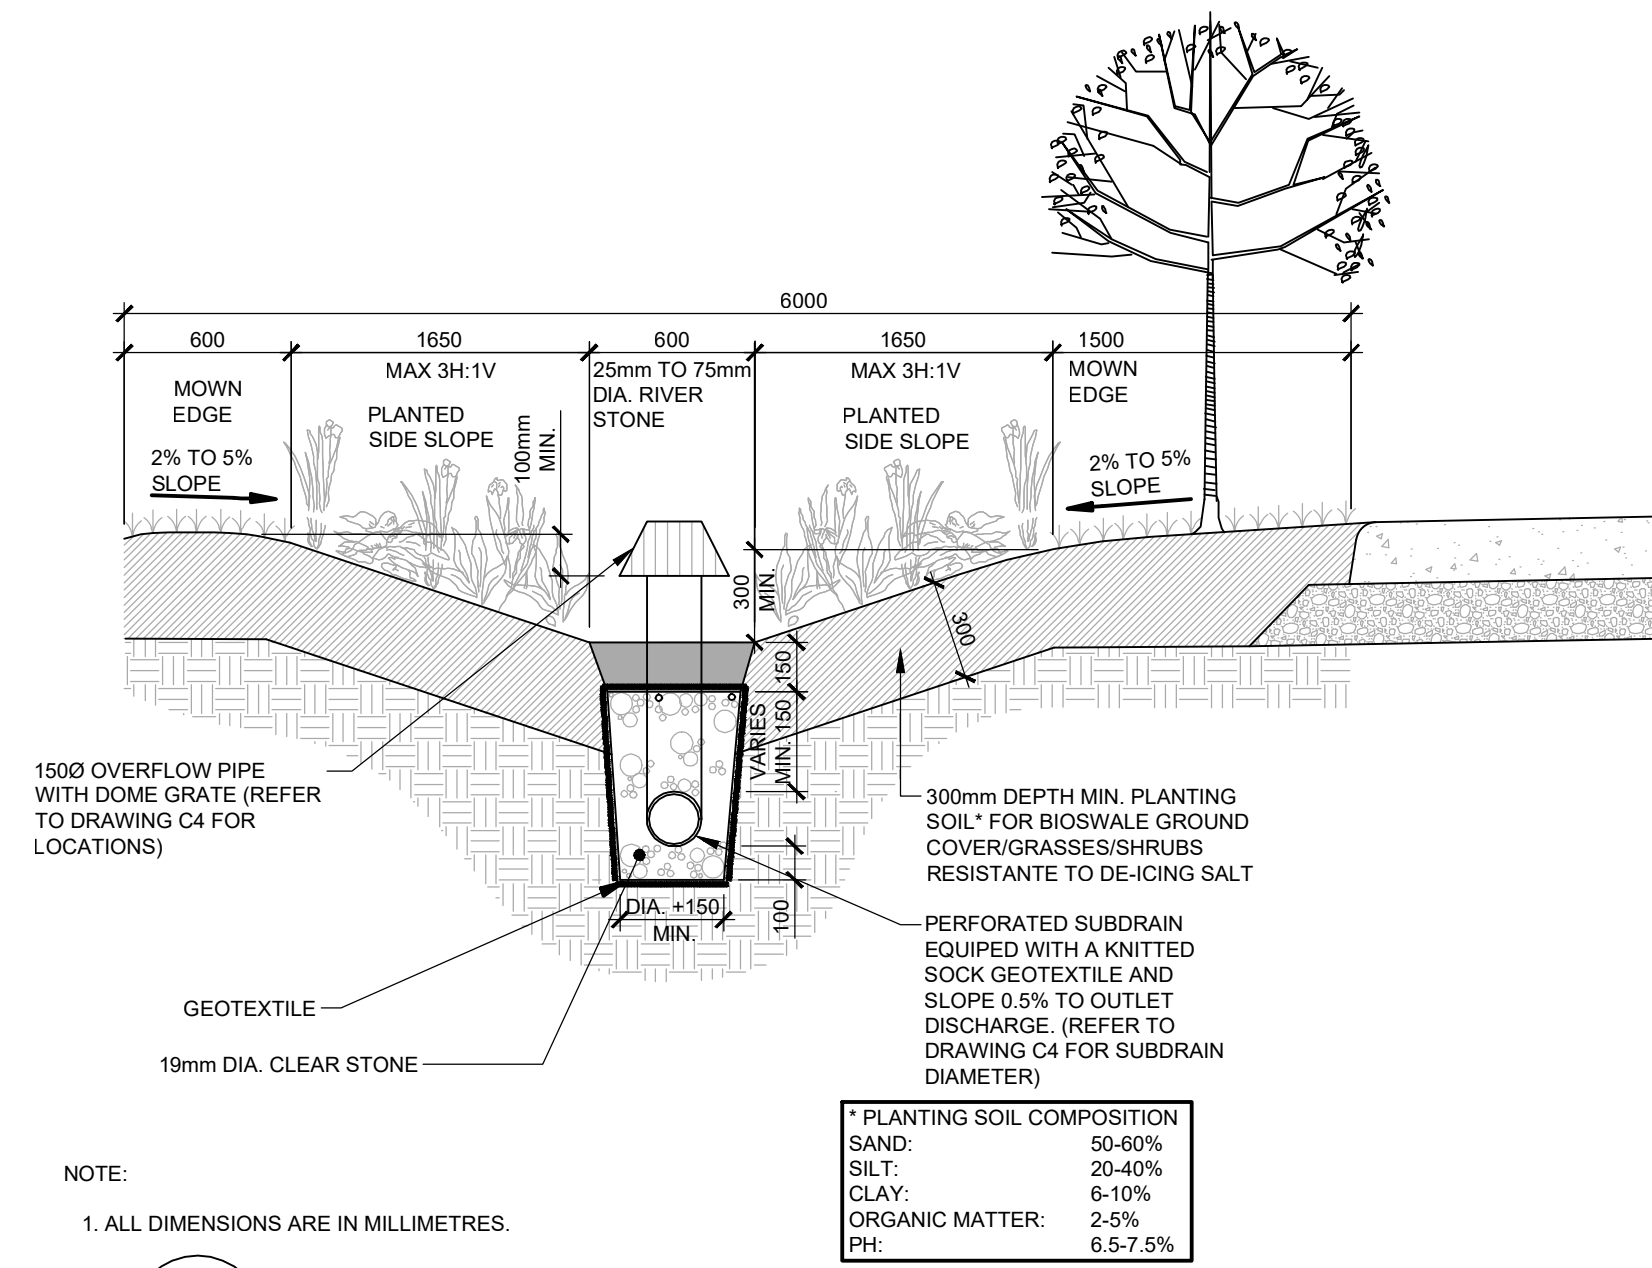 6000
600
1650
600
1650
1500
MAX 3H:1V
25mm TO 75mm
DIA. RIVER
STONE
MAX 3H:1V
MOWN
EDGE
MOWN
EDGE
PLANTED
SIDE SLOPE
PLANTED
SIDE SLOPE
100mm
MIN.
2% TO 5%
SLOPE
2% TO 5%
SLOPE
300
MIN.
300
150
VARIES
MIN. 150
150Ø OVERFLOW PIPE
WITH DOME GRATE (REFER
TO DRAWING C4 FOR
LOCATIONS)
300mm DEPTH MIN. PLANTING
SOIL* FOR BIOSWALE GROUND
COVER/GRASSES/SHRUBS
RESISTANTE TO DE-ICING SALT
DIA. +150
MIN.
100
PERFORATED SUBDRAIN
EQUIPED WITH A KNITTED
SOCK GEOTEXTILE AND
SLOPE 0.5% TO OUTLET
DISCHARGE. (REFER TO
DRAWING C4 FOR SUBDRAIN
DIAMETER)
GEOTEXTILE
19mm DIA. CLEAR STONE
* PLANTING SOIL COMPOSITION
SAND: 50-60%
SILT: 20-40%
CLAY: 6-10%
ORGANIC MATTER: 2-5%
PH: 6.5-7.5%
NOTE:
1. ALL DIMENSIONS ARE IN MILLIMETRES.